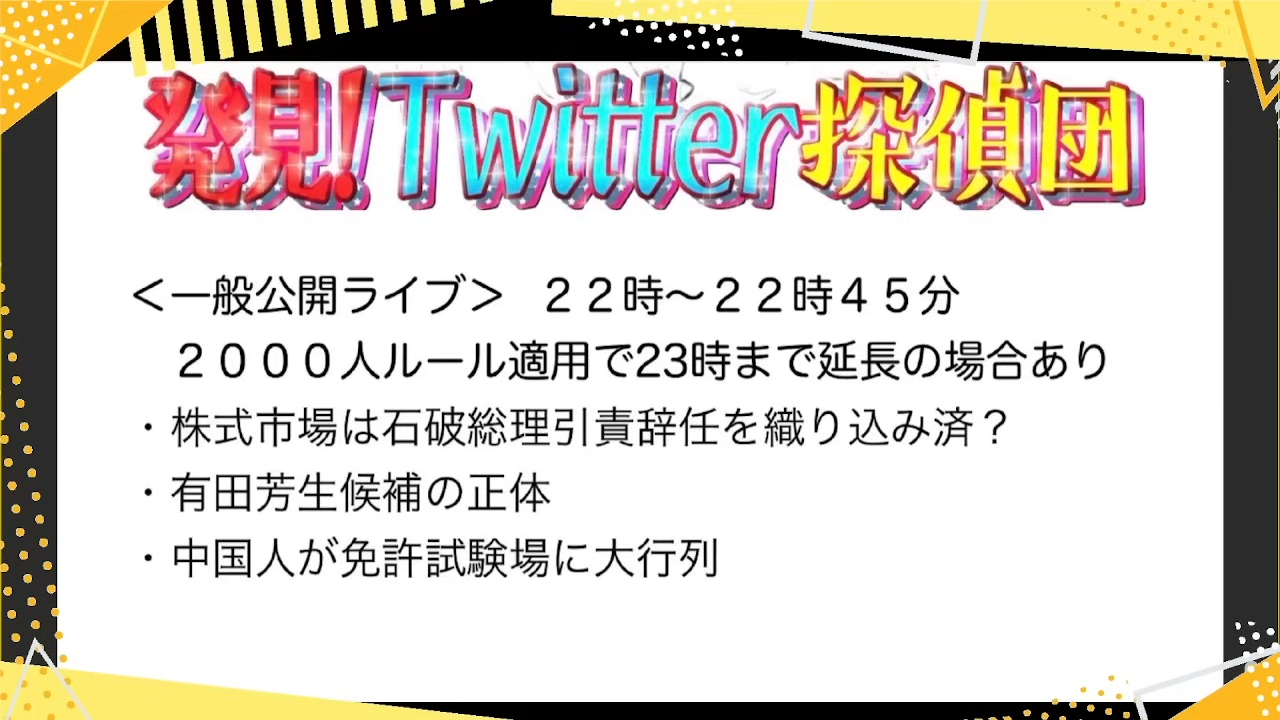 発見!Twitter探偵団
＜一般公開ライブ＞　２２時～２２時４５分
２０００人ルール適用で23時まで延長の場合あり
・株式市場は石破総理引責辞任を織り込み済？
・有田芳生候補の正体
・中国人が免許試験場に大行列